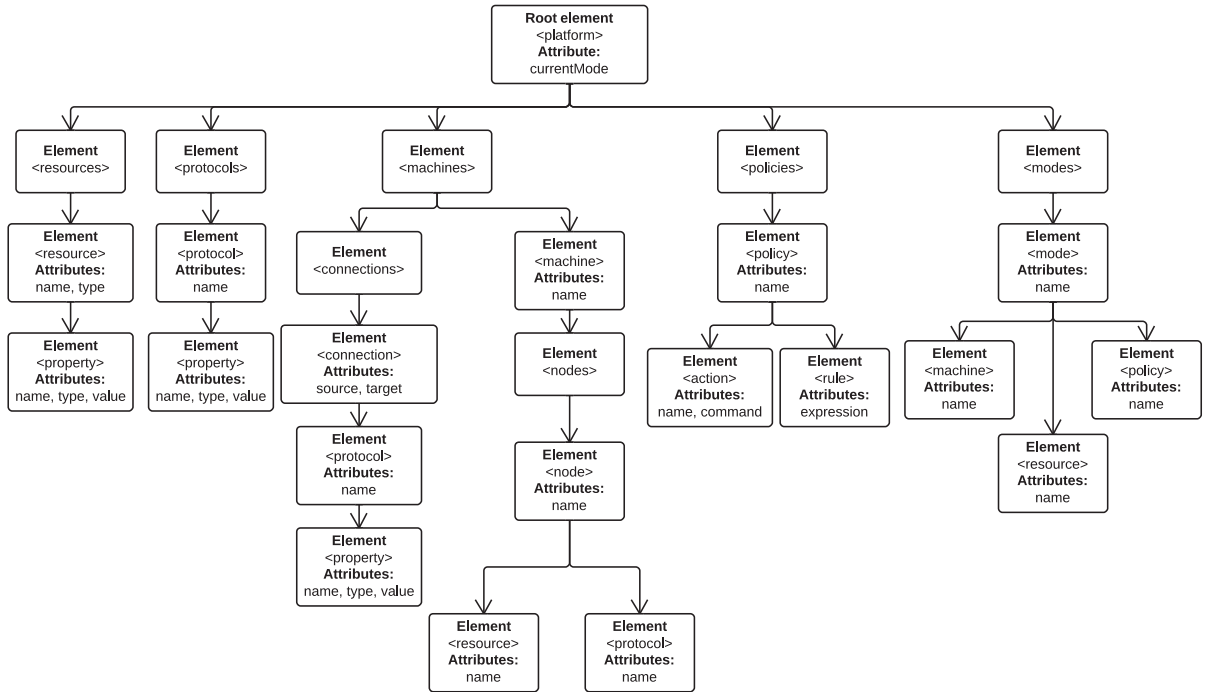 Root element
<platform>
Attribute:
currentMode
Element
<resources>
Element
<protocols>
Element
<machines>
Element
<policies>
Element
<modes>
Element
<resource>
Attributes:
name, type
Element
<protocol>
Attributes:
name
Element
<connections>
Element
<machine>
Attributes:
name
Element
<policy>
Attributes:
name
Element
<mode>
Attributes:
name
Element
<property>
Attributes:
name, type, value
Element
<property>
Attributes:
name, type, value
Element
<connection>
Attributes:
source, target
Element
<nodes>
Element
<action>
Attributes:
name, command
Element
<rule>
Attributes:
expression
Element
<machine>
Attributes:
name
Element
<policy>
Attributes:
name
Element
<protocol>
Attributes:
name
Element
<node>
Attributes:
name
Element
<resource>
Attributes:
name
Element
<property>
Attributes:
name, type, value
Element
<resource>
Attributes:
name
Element
<protocol>
Attributes:
name